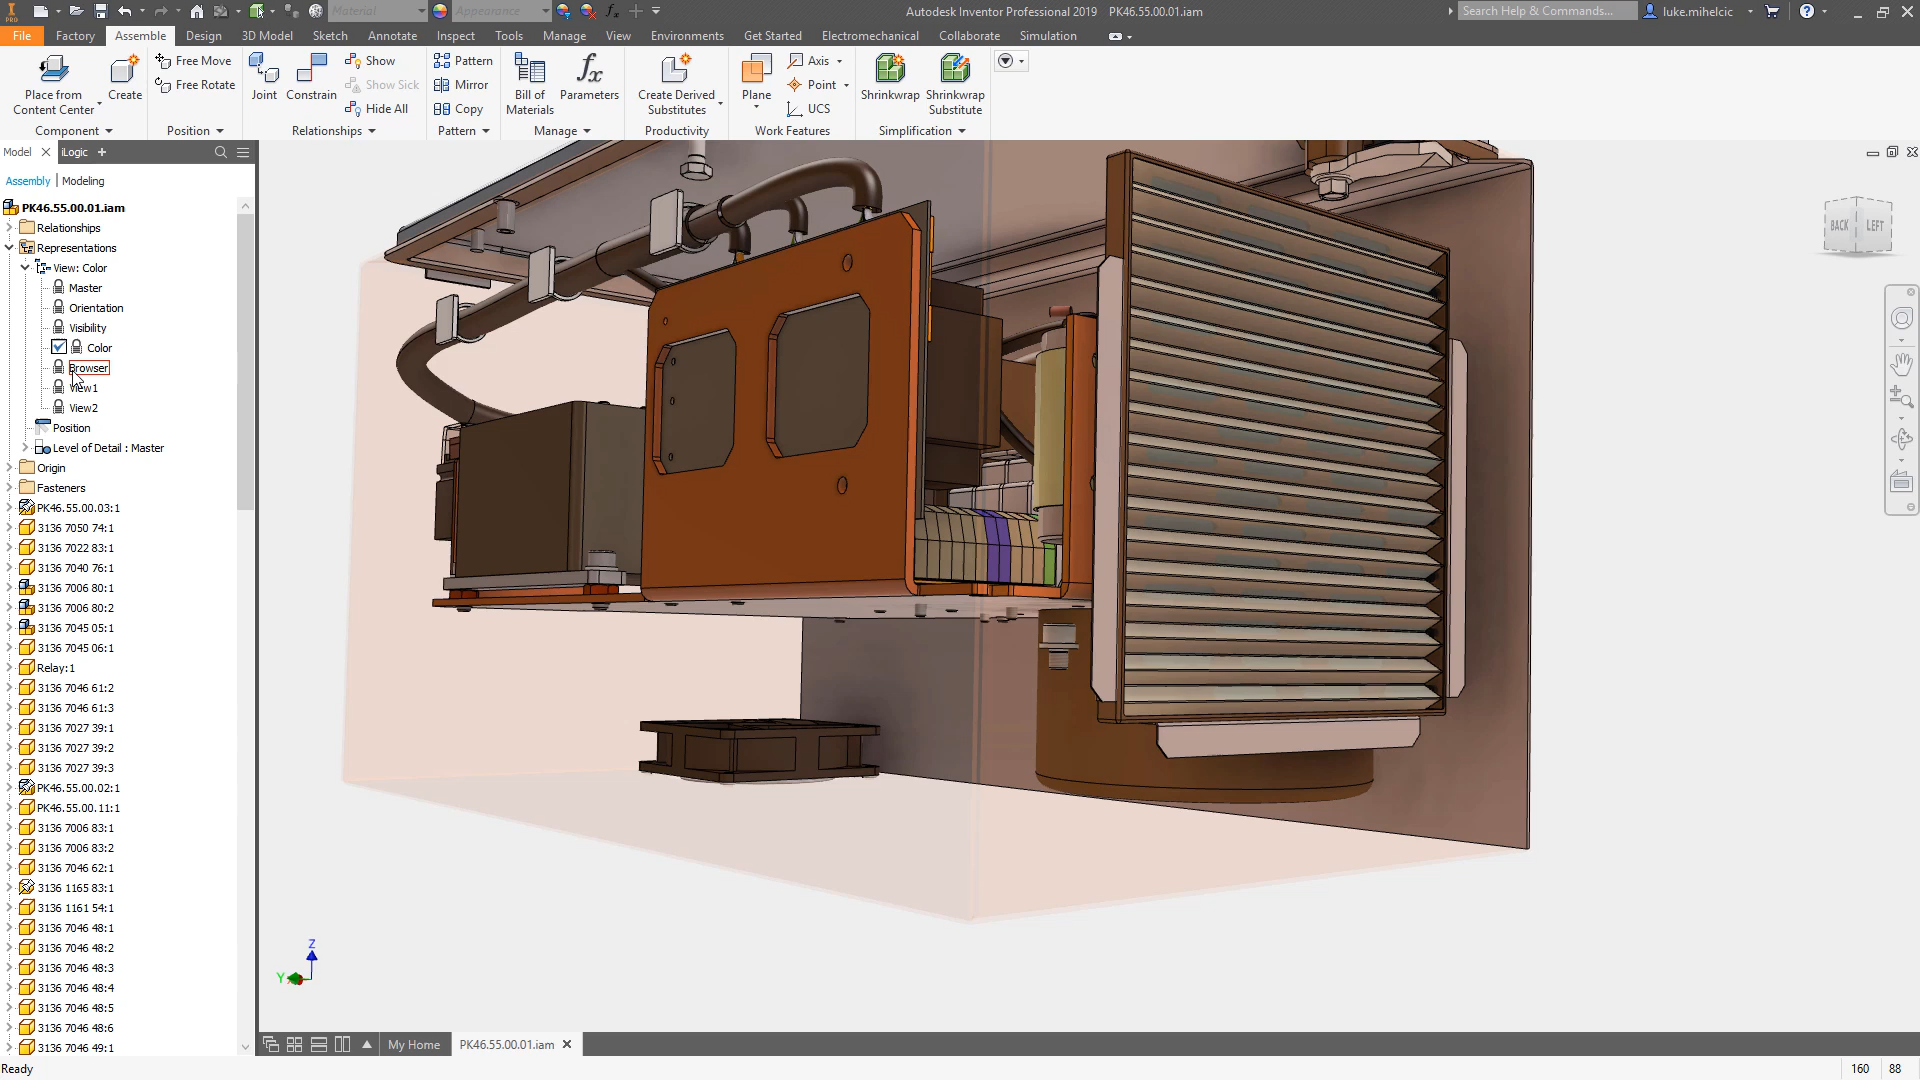 PRO
Material
Appearance
Autodesk Inventor Professional 2019 PK46.55.00.01.iam
Search Help & Commands...
luke.mihelcic
File Factory Assemble Design 3D Model Sketch Annotate Inspect Tools Manage View Environments Get Started Electromechanical Collaborate Simulation
Place from Content Center
Create
Free Move
Free Rotate
Joint
Constrain
Show
Show Sick
Hide All
Pattern
Mirror
Copy
Bill of Materials
fx
Parameters
Create Derived Substitutes
Plane
Axis
Point
UCS
Shrinkwrap
Shrinkwrap Substitute
Component Position Relationships Pattern Manage Productivity Work Features Simplification
Model iLogic +
Assembly | Modeling
PK46.55.00.01.iam
Relationships
Representations
View: Color
Master
Orientation
Visibility
Color
Browser
View1
View2
Position
Level of Detail : Master
Origin
Fasteners
PK46.55.00.03:1
3136 7050 74:1
3136 7022 83:1
3136 7040 76:1
3136 7006 80:1
3136 7006 80:2
3136 7045 05:1
3136 7045 06:1
Relay:1
3136 7046 61:2
3136 7046 61:3
3136 7027 39:1
3136 7027 39:2
3136 7027 39:3
PK46.55.00.02:1
PK46.55.00.11:1
3136 7006 83:1
3136 7006 83:2
3136 7046 62:1
3136 1165 83:1
3136 1161 54:1
3136 7046 48:1
3136 7046 48:2
3136 7046 48:3
3136 7046 48:4
3136 7046 48:5
3136 7046 48:6
3136 7046 49:1
BACK LEFT
Z
Y
My Home PK46.55.00.01.iam
Ready
160 88